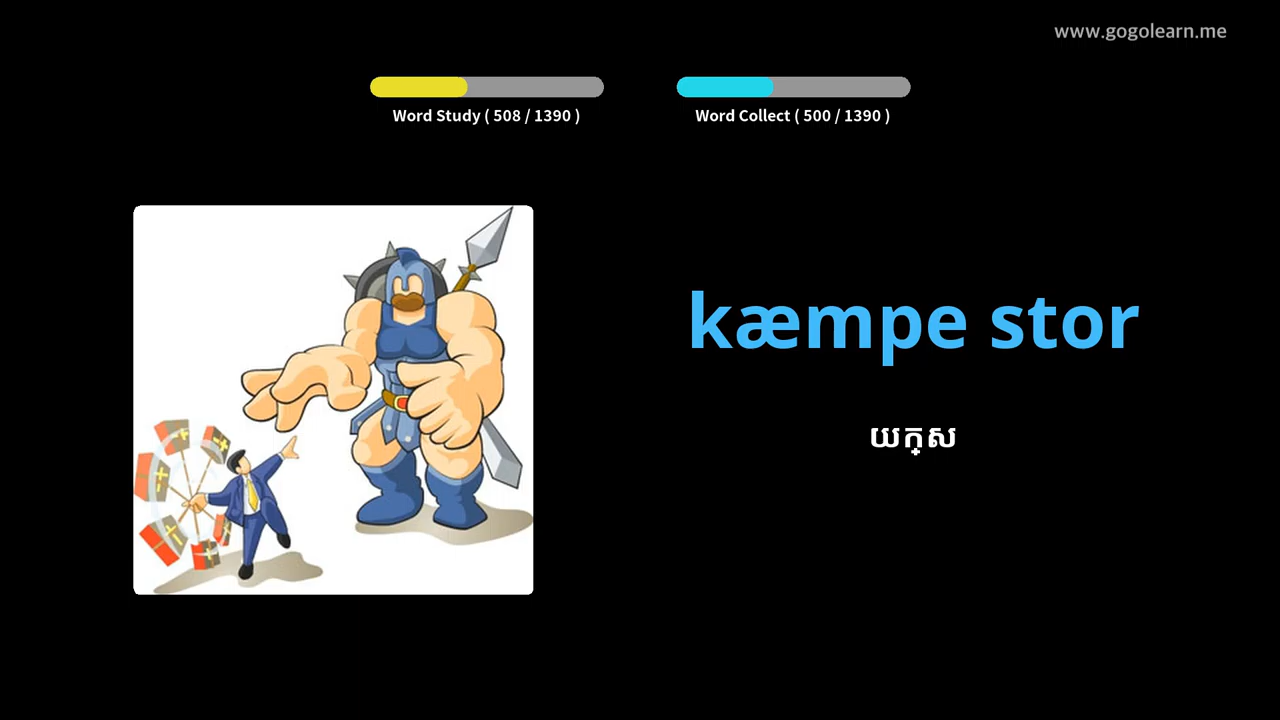 www.gogolearn.me
Word Study ( 508 / 1390 )
Word Collect ( 500 / 1390 )
kæmpe stor
យក្ស